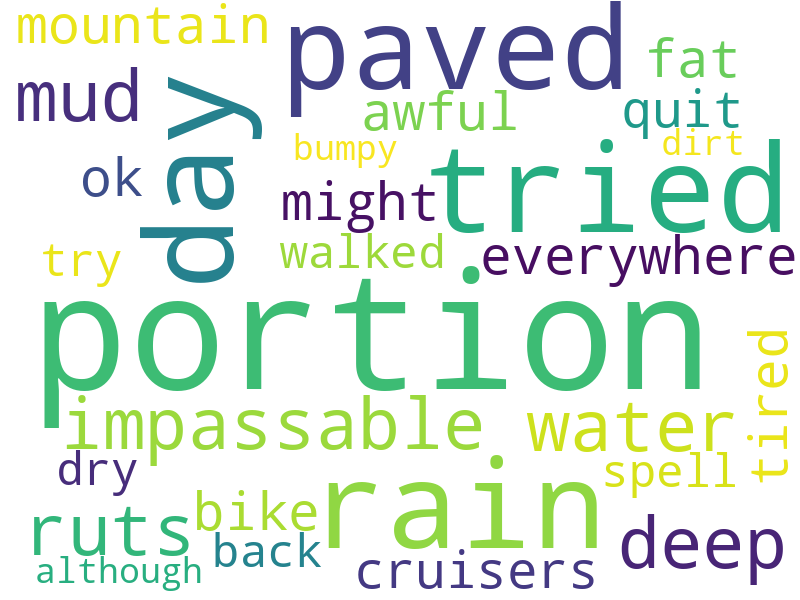 mountain
paved
fat
mud
day
awful
quit
bumpy
dirt
tried
ok
might
try
walked
everywhere
portion
tired
impassable
water
dry
spell
bike
rain
ruts
back
deep
although
cruisers